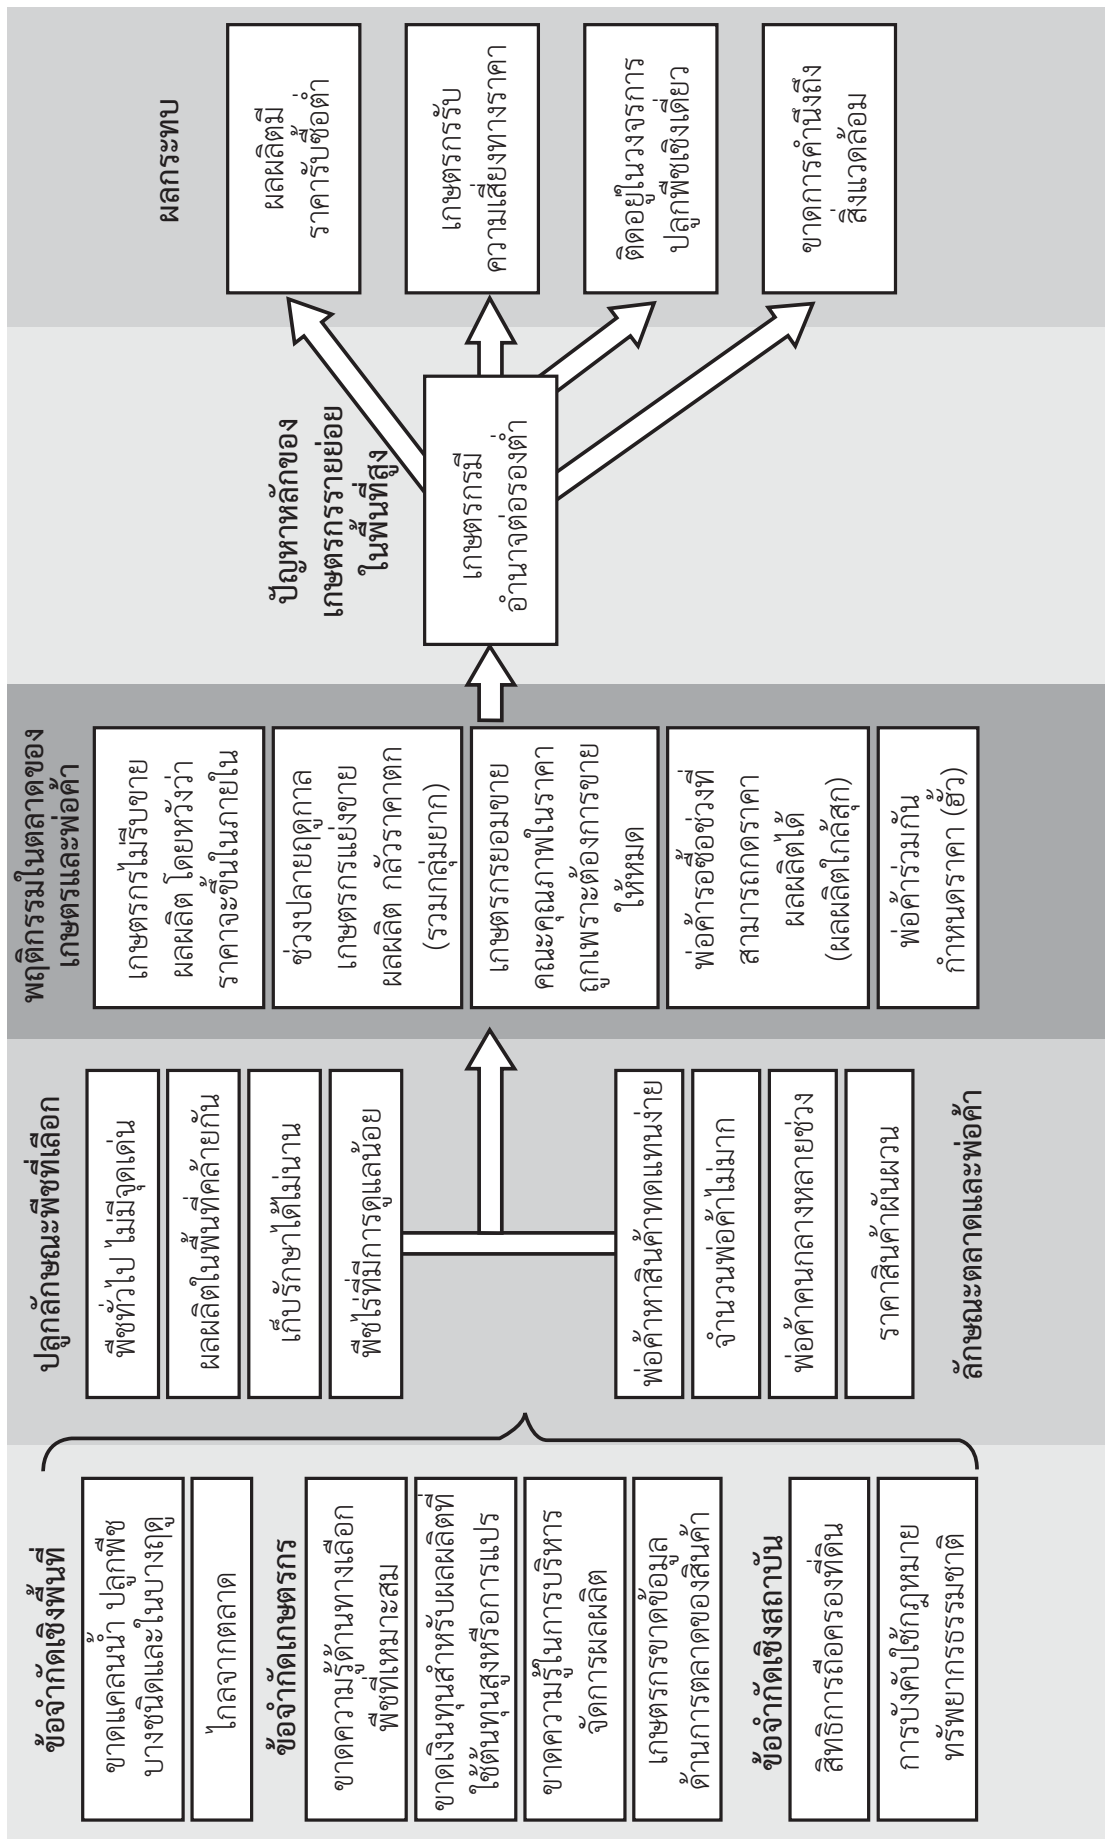 ข้อจำกัดเชิงพื้นที่
ขาดแคลนน้ำ ปลูกพืช
บางชนิดและในบางฤดู
ไกลจากตลาด
ข้อจำกัดเกษตรกร
ขาดความรู้ด้านทางเลือก
พืชที่เหมาะสม
ขาดเงินทุนสำหรับผลผลิตที่
ใช้ต้นทุนสูงหรือการแปร
ขาดความรู้ในการบริหาร
จัดการผลผลิต
เกษตรกรขาดข้อมูล
ด้านการตลาดของสินค้า
ข้อจำกัดเชิงสถาบัน
สิทธิการถือครองที่ดิน
การบังคับใช้กฎหมาย
ทรัพยากรธรรมชาติ
ปลูกลักษณะพืชที่เลือก
พืชทั่วไป ไม่มีจุดเด่น
ผลผลิตในพื้นที่คล้ายกัน
เก็บรักษาได้ไม่นาน
พืชไร่ที่มีการดูแลน้อย
พ่อค้าหาสินค้าทดแทนง่าย
จำนวนพ่อค้าไม่มาก
พ่อค้าคนกลางหลายช่วง
ราคาสินค้าผันผวน
ลักษณะตลาดและพ่อค้า
พฤติกรรมในตลาดของ
เกษตรและพ่อค้า
เกษตรกรไม่รีบขาย
ผลผลิต โดยหวังว่า
ราคาจะขึ้นในภายใน
ช่วงปลายฤดูกาล
เกษตรกรแย่งขาย
ผลผลิต กลัวราคาตก
(รวมกลุ่มยาก)
เกษตรกรยอมขาย
คณะคุณภาพในราคา
ถูกเพราะต้องการขาย
ให้หมด
พ่อค้ารอซื้อช่วงที่
สามารถกดราคา
ผลผลิตได้
(ผลผลิตใกล้สุก)
พ่อค้าร่วมกัน
กำหนดราคา (ฮั้ว)
ปัญหาหลักของ
เกษตรกรรายย่อย
ในพื้นที่สูง
เกษตรกรมี
อำนาจต่อรองต่ำ
ผลกระทบ
ผลผลิตมี
ราคารับซื้อต่ำ
เกษตรกรรับ
ความเสี่ยงทางราคา
ติดอยู่ในวงจรการ
ปลูกพืชเชิงเดี่ยว
ขาดการคำนึงถึง
สิ่งแวดล้อม